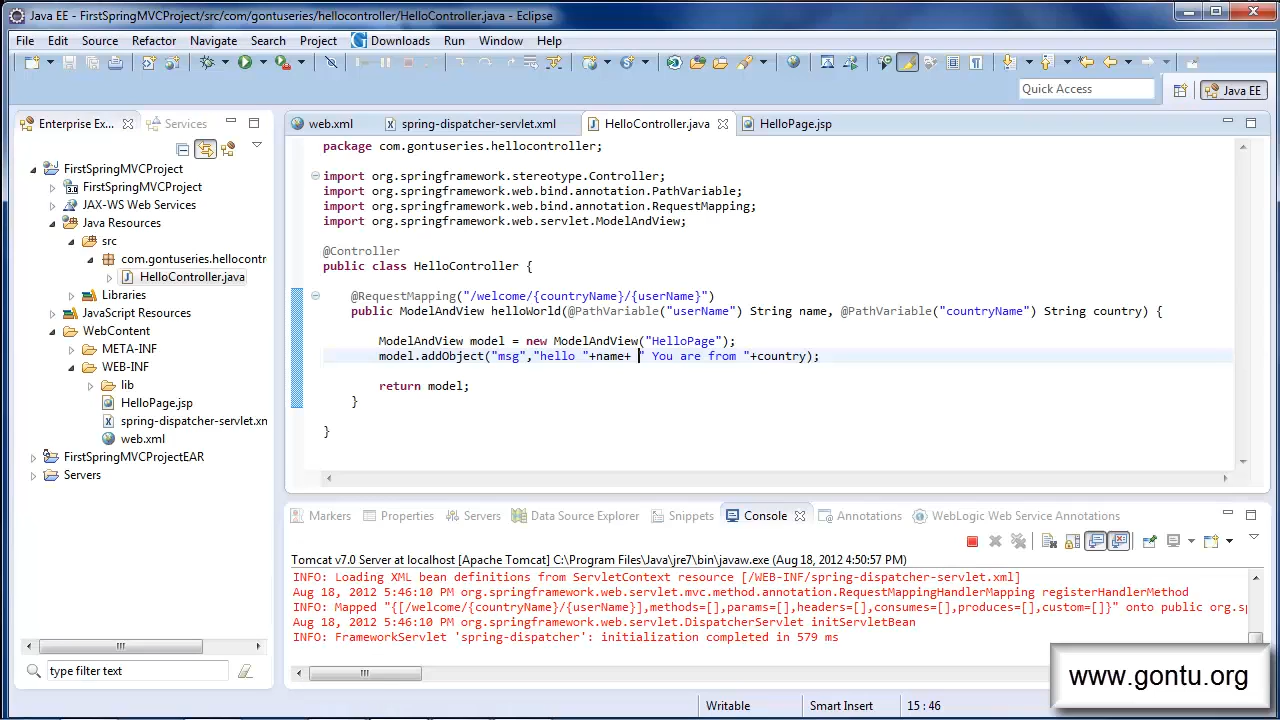 Java EE - FirstSpringMVCProject/src/com/gontuseries/hellocontroller/HelloController.java - Eclipse
File Edit Source Refactor Navigate Search Project Downloads Run Window Help
Quick Access
Java EE
Enterprise Ex...
Services
FirstSpringMVCProject
FirstSpringMVCProject
JAX-WS Web Services
Java Resources
src
com.gontuseries.hellocontr
HelloController.java
Libraries
JavaScript Resources
WebContent
META-INF
WEB-INF
lib
HelloPage.jsp
spring-dispatcher-servlet.xn
web.xml
FirstSpringMVCProjectEAR
Servers
type filter text
web.xml spring-dispatcher-servlet.xml HelloController.java HelloPage.jsp
package com.gontuseries.hellocontroller;
import org.springframework.stereotype.Controller;
import org.springframework.web.bind.annotation.PathVariable;
import org.springframework.web.bind.annotation.RequestMapping;
import org.springframework.web.servlet.ModelAndView;
@Controller
public class HelloController {
@RequestMapping("/welcome/{countryName}/{userName}")
public ModelAndView helloWorld(@PathVariable("userName") String name, @PathVariable("countryName") String country) {
ModelAndView model = new ModelAndView("HelloPage");
model.addObject("msg","hello "+name+ " You are from "+country);
return model;
}
}
Markers Properties Servers Data Source Explorer Snippets Console Annotations WebLogic Web Service Annotations
Tomcat v7.0 Server at localhost [Apache Tomcat] C:\Program Files\Java\jre7\bin\javaw.exe (Aug 18, 2012 4:50:57 PM)
INFO: Loading XML bean definitions from ServletContext resource [/WEB-INF/spring-dispatcher-servlet.xml]
Aug 18, 2012 5:46:10 PM org.springframework.web.servlet.mvc.method.annotation.RequestMappingHandlerMapping registerHandlerMethod
INFO: Mapped "{[/welcome/{countryName}/{userName}],methods=[],params=[],headers=[],consumes=[],produces=[],custom=[]}" onto public org.sp
Aug 18, 2012 5:46:10 PM org.springframework.web.servlet.DispatcherServlet initServletBean
INFO: FrameworkServlet 'spring-dispatcher': initialization completed in 579 ms
Writable
Smart Insert
15 : 46
www.gontu.org